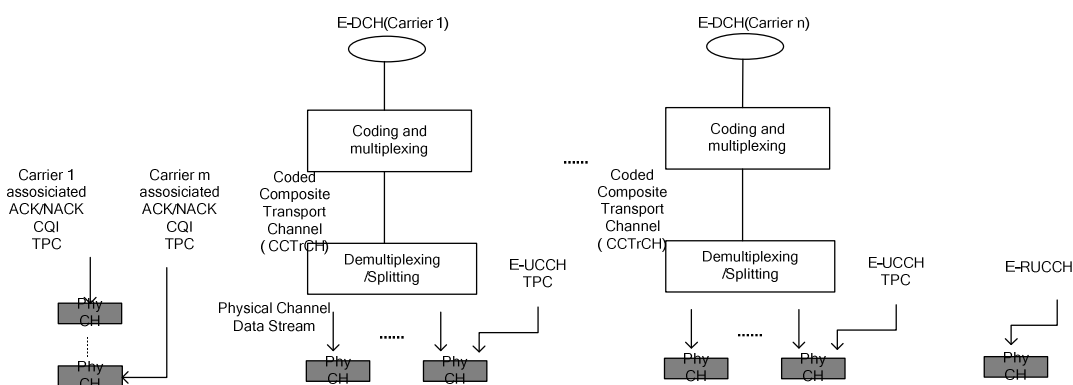 E-DCH(Carrier 1)
E-DCH(Carrier n)
Coding and
multiplexing
Coding and
multiplexing
......
Carrier 1
assosiciated
ACK/NACK
CQI
TPC
Carrier m
assosiciated
ACK/NACK
CQI
TPC
Coded
Composite
Transport
Channel
( CCTrCH)
Coded
Composite
Transport
Channel
( CCTrCH)
Demultiplexing
/Splitting
Demultiplexing
/Splitting
E-UCCH
TPC
E-UCCH
TPC
E-RUCCH
Physical Channel
Data Stream
......
......
Phy
CH
Phy
CH
Phy
CH
Phy
CH
Phy
CH
Phy
CH
Phy
CH